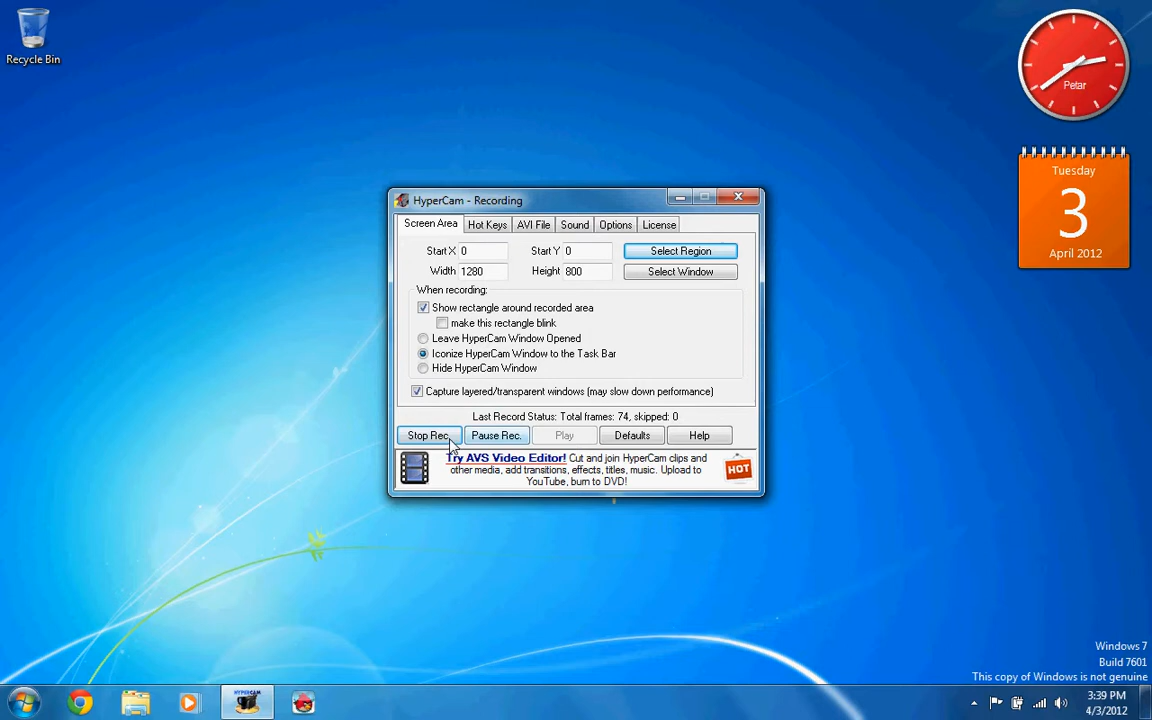 Recycle Bin
Petar
Tuesday
3
April 2012
HyperCam - Recording
Screen Area
Hot Keys
AVI File
Sound
Options
License
Start X 0
Start Y 0
Select Region
Width 1280
Height 800
Select Window
When recording:
Show rectangle around recorded area
make this rectangle blink
Leave HyperCam Window Opened
Iconize HyperCam Window to the Task Bar
Hide HyperCam Window
Capture layered/transparent windows (may slow down performance)
Last Record Status: Total frames: 74, skipped: 0
Stop Rec.
Pause Rec.
Play
Defaults
Help
Try AVS Video Editor! Cut and join HyperCam clips and
other media, add transitions, effects, titles, music. Upload to
YouTube, burn to DVD!
HOT
Windows 7
Build 7601
This copy of Windows is not genuine
HYPERCAM
3:39 PM
4/3/2012